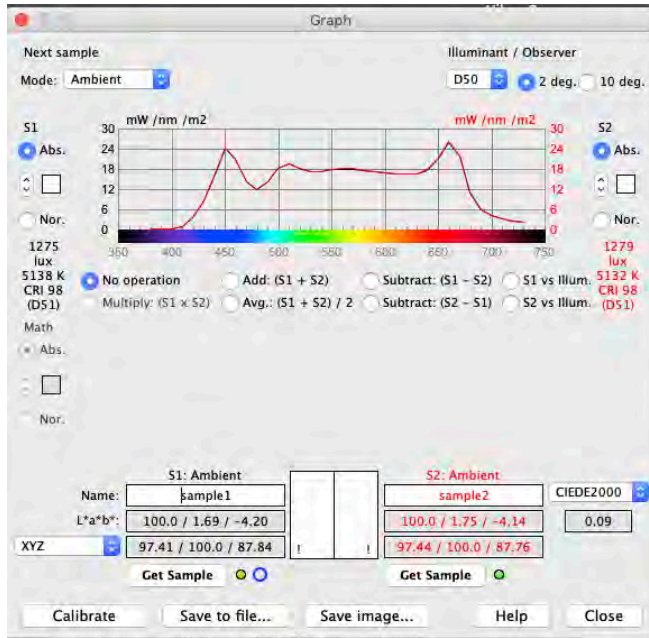 Graph
Next sample
Illuminant / Observer
Mode: Ambient
D50 2 deg. 10 deg.
S1
mW /nm /m2
mW /nm /m2
S2
30
24
18
12
6
0
30
24
18
12
6
0
350 400 450 500 550 600 650 700 750
Abs.
Nor.
Abs.
Nor.
1275
lux
5138 K
CRI 98
(D51)
1279
lux
5132 K
CRI 98
(D51)
No operation Add: (S1 + S2) Subtract: (S1 - S2) S1 vs Illum.
Multiply: (S1 x S2) Avg.: (S1 + S2) / 2 Subtract: (S2 - S1) S2 vs Illum.
Math
Abs.
Nor.
S1: Ambient
S2: Ambient
Name: sample1
sample2
CIEDE2000
L*a*b*: 100.0 / 1.69 / -4.20
100.0 / 1.75 / -4.14
0.09
XYZ 97.41 / 100.0 / 87.84
! !
97.44 / 100.0 / 87.76
Get Sample
Get Sample
Calibrate Save to file... Save image... Help Close